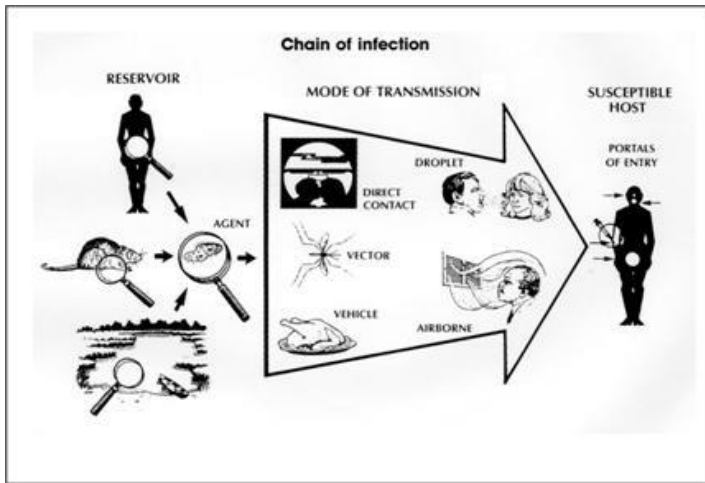 Chain of infection
RESERVOIR
MODE OF TRANSMISSION
SUSCEPTIBLE
HOST
PORTALS
OF ENTRY
DROPLET
DIRECT
CONTACT
AGENT
VECTOR
VEHICLE
AIRBORNE